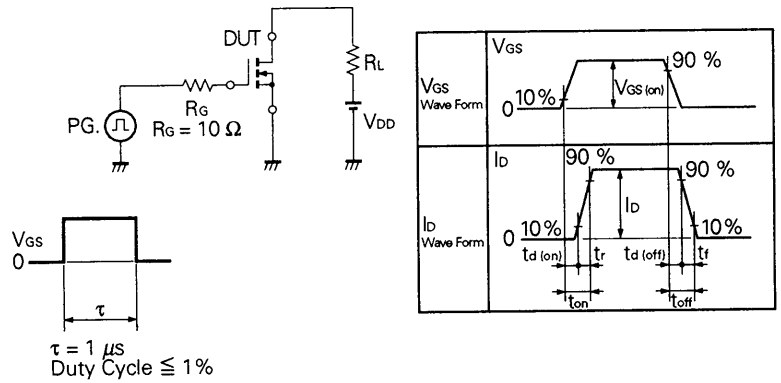 DUT
RL
RG
RG = 10 Ω
PG.
VDD
VGS
0
τ
τ = 1 μs
Duty Cycle ≦ 1%
VGS
Wave Form
VGS
90 %
VGS (on)
10 %
0
ID
Wave Form
ID
90 %
90 %
ID
10 %
0
10 %
td (on)
tr
td (off)
tf
ton
toff